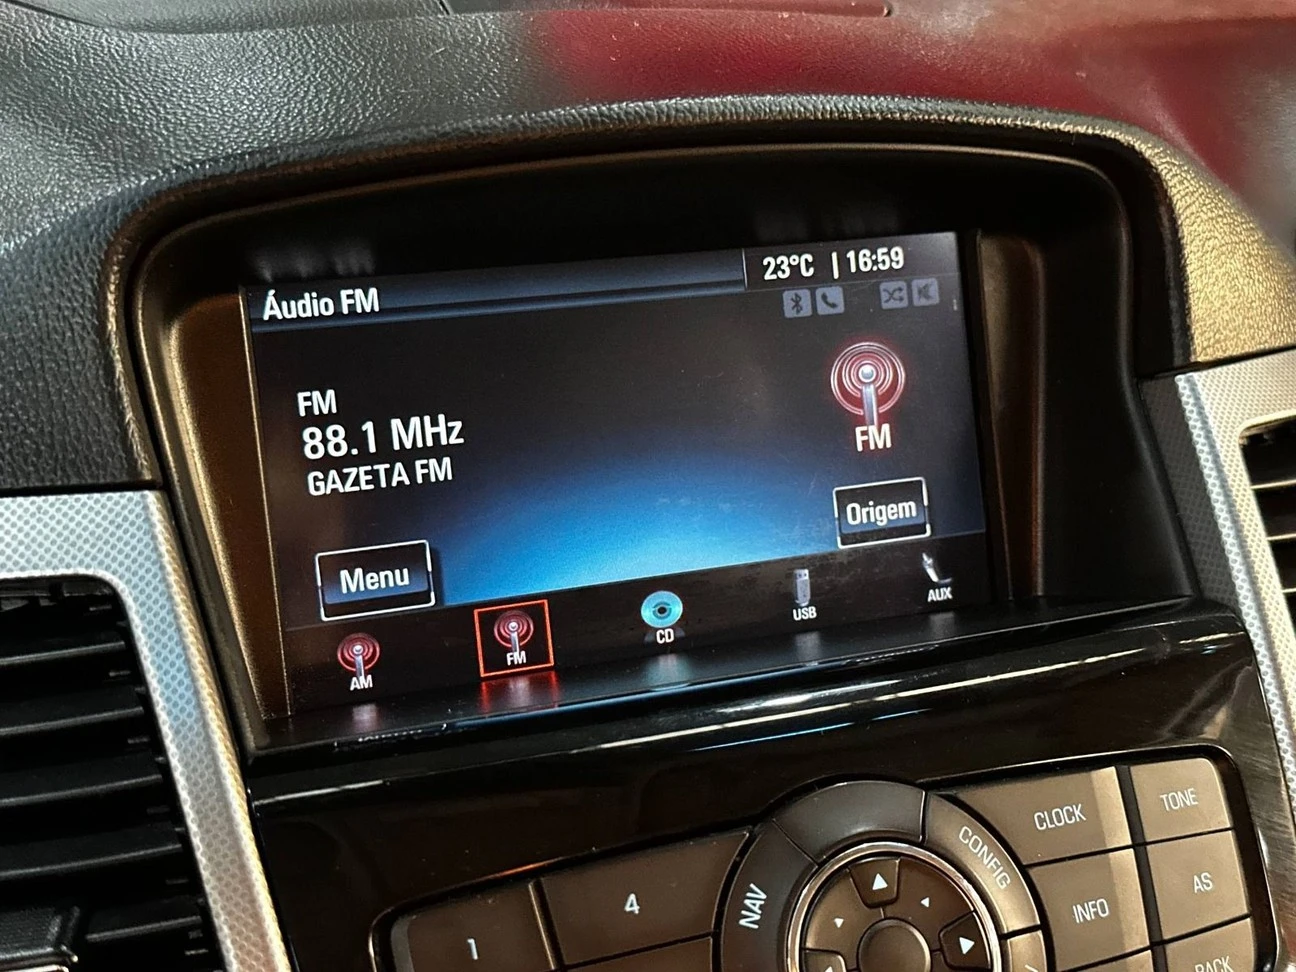 23°C | 16:59
Áudio FM
FM
88.1 MHz
GAZETA FM
FM
Origem
Menu
AM
FM
CD
USB
AUX
CLOCK
TONE
CONFIG
NAV
4
1
INFO
AS
BACK